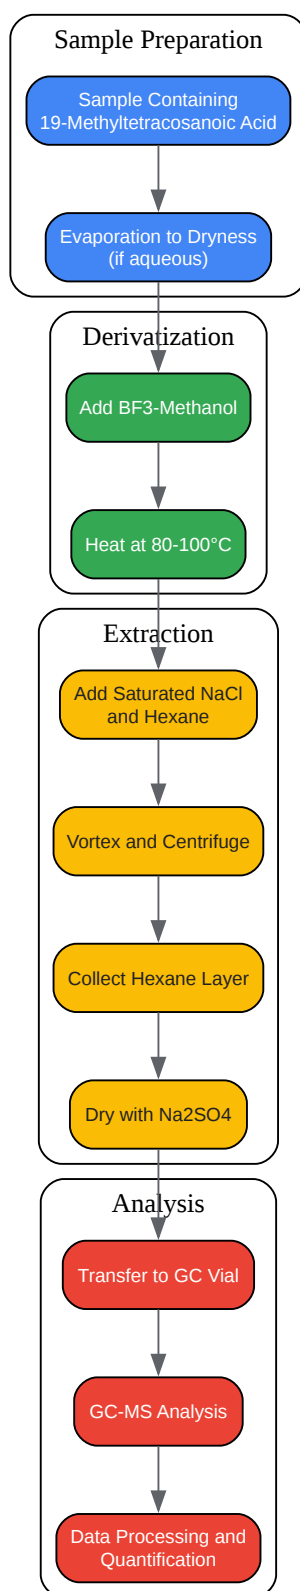 Sample Preparation
Sample Containing
19-Methyltetracosanoic Acid
Evaporation to Dryness
(if aqueous)
Derivatization
Add BF3-Methanol
Heat at 80-100°C
Extraction
Add Saturated NaCl
and Hexane
Vortex and Centrifuge
Collect Hexane Layer
Dry with Na2SO4
Analysis
Transfer to GC Vial
GC-MS Analysis
Data Processing and
Quantification